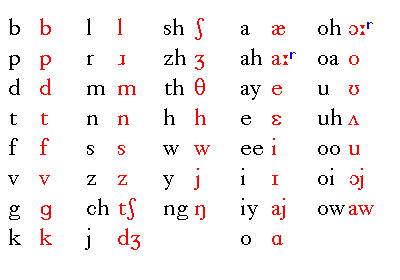 b b l l sh ʃ a æ oh ɔːʳ
p p r ɹ zh ʒ ah aːʳ oa o
d d m m th θ ay e u ʊ
t t n n h h e ɛ uh ʌ
f f s s w w ee i oo u
v v z z y j i ɪ oi ɔj
g ɡ ch tʃ ng ŋ iy aj ow aw
k k j dʒ o ɑ